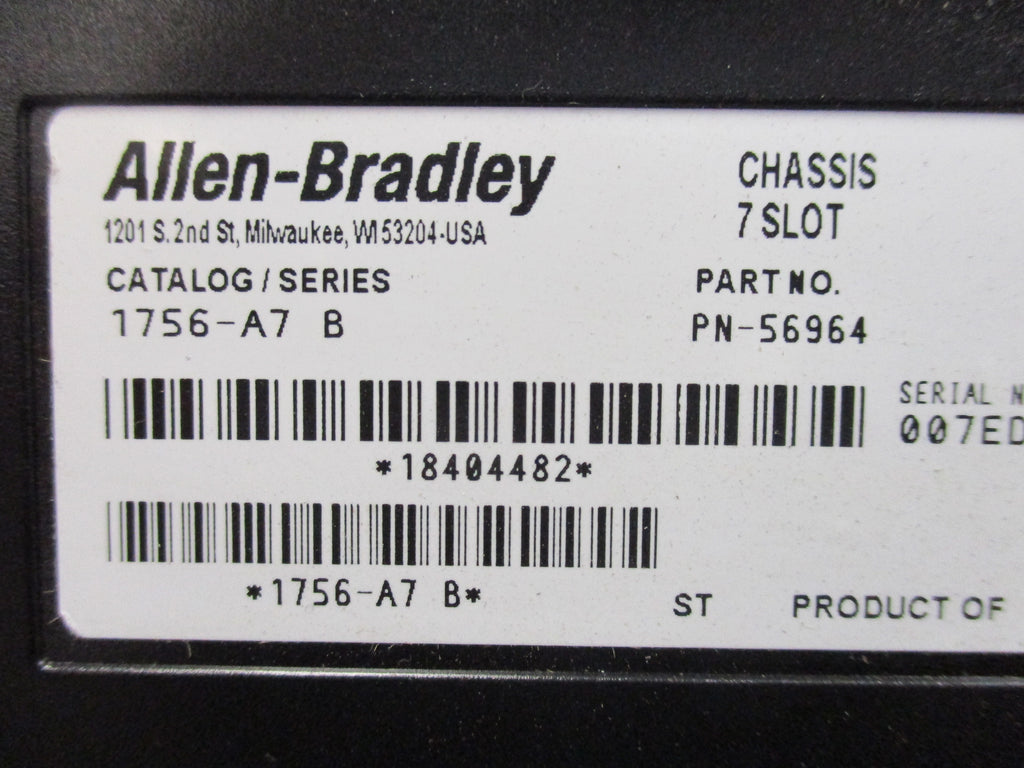 Allen-Bradley
1201 S. 2nd St, Milwaukee, WI 53204-USA
CHASSIS
7 SLOT
CATALOG / SERIES
1756-A7 B
PART NO.
PN-56964
*18404482*
SERIAL N
007ED
*1756-A7 B*
ST
PRODUCT OF